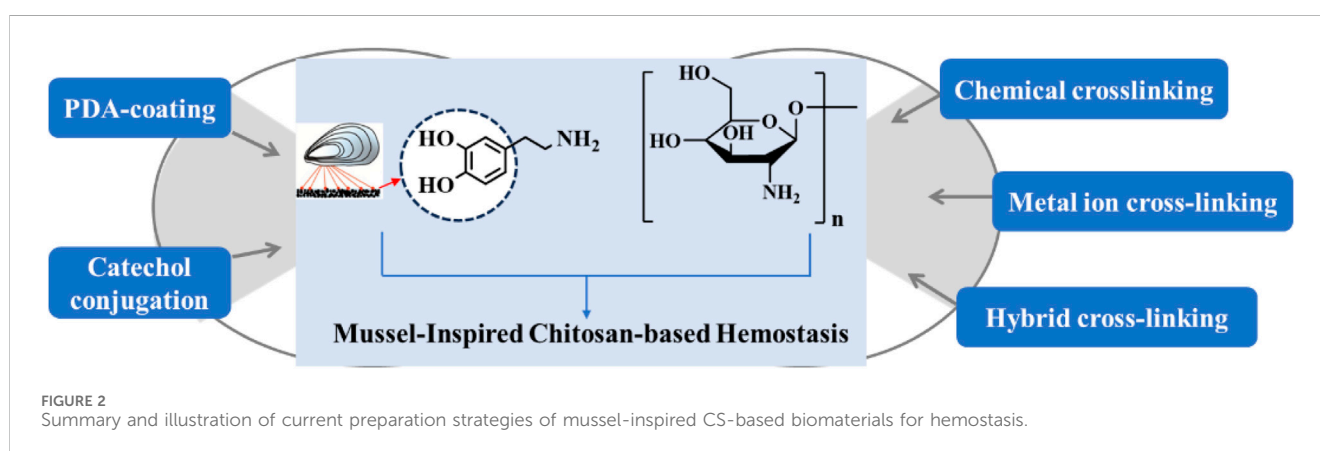 PDA-coating
Catechol
conjugation
HO
HO
NH2
HO
O
O
HO
OH
NH2
n
Mussel-Inspired Chitosan-based Hemostasis
Chemical crosslinking
Metal ion cross-linking
Hybrid cross-linking
FIGURE 2
Summary and illustration of current preparation strategies of mussel-inspired CS-based biomaterials for hemostasis.